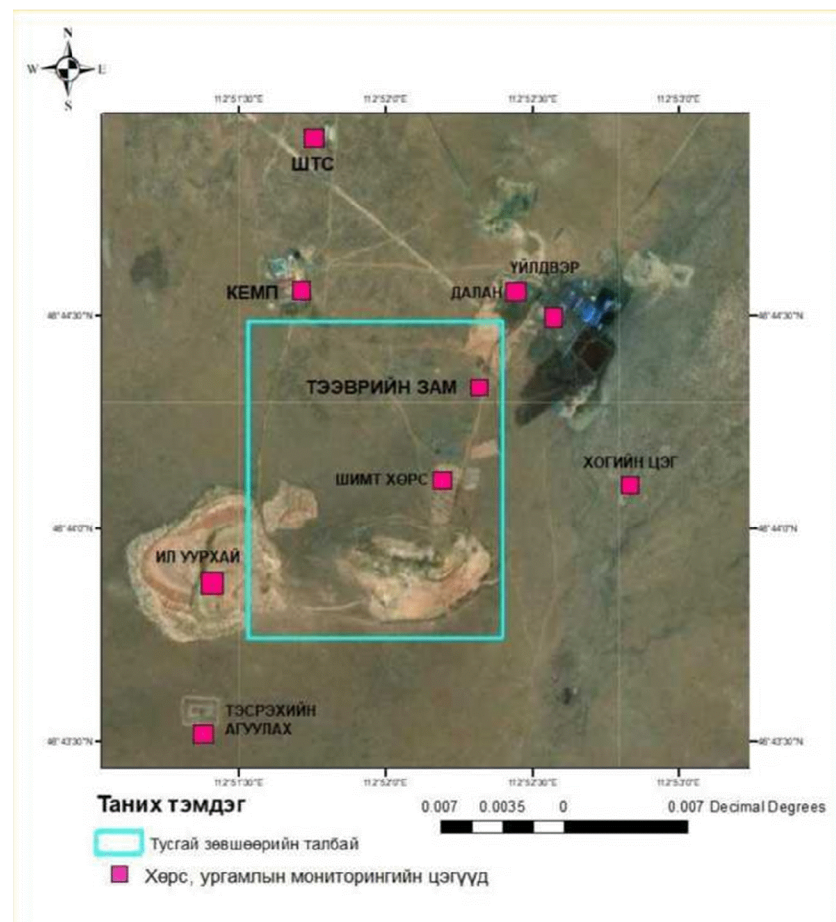 N
W E
S
112°51'30"E 112°52'0"E 112°52'30"E 112°53'0"E
ШТС
КЕМП
ҮЙЛДВЭР
ДАЛАН
46°44'30"N 46°44'30"N
ТЭЭВРИЙН ЗАМ
ХОГИЙН ЦЭГ
ШИМТ ХӨРС
46°44'0"N 46°44'0"N
ИЛ УУРХАЙ
ТЭСРЭХИЙН
АГУУЛАХ
46°43'30"N 46°43'30"N
112°51'30"E 112°52'0"E 112°52'30"E 112°53'0"E
Таних тэмдэг
0.007 0.0035 0 0.007 Decimal Degrees
Тусгай зөвшөөрийн талбай
Хөрс, ургамлын мониторингийн цэгүүд